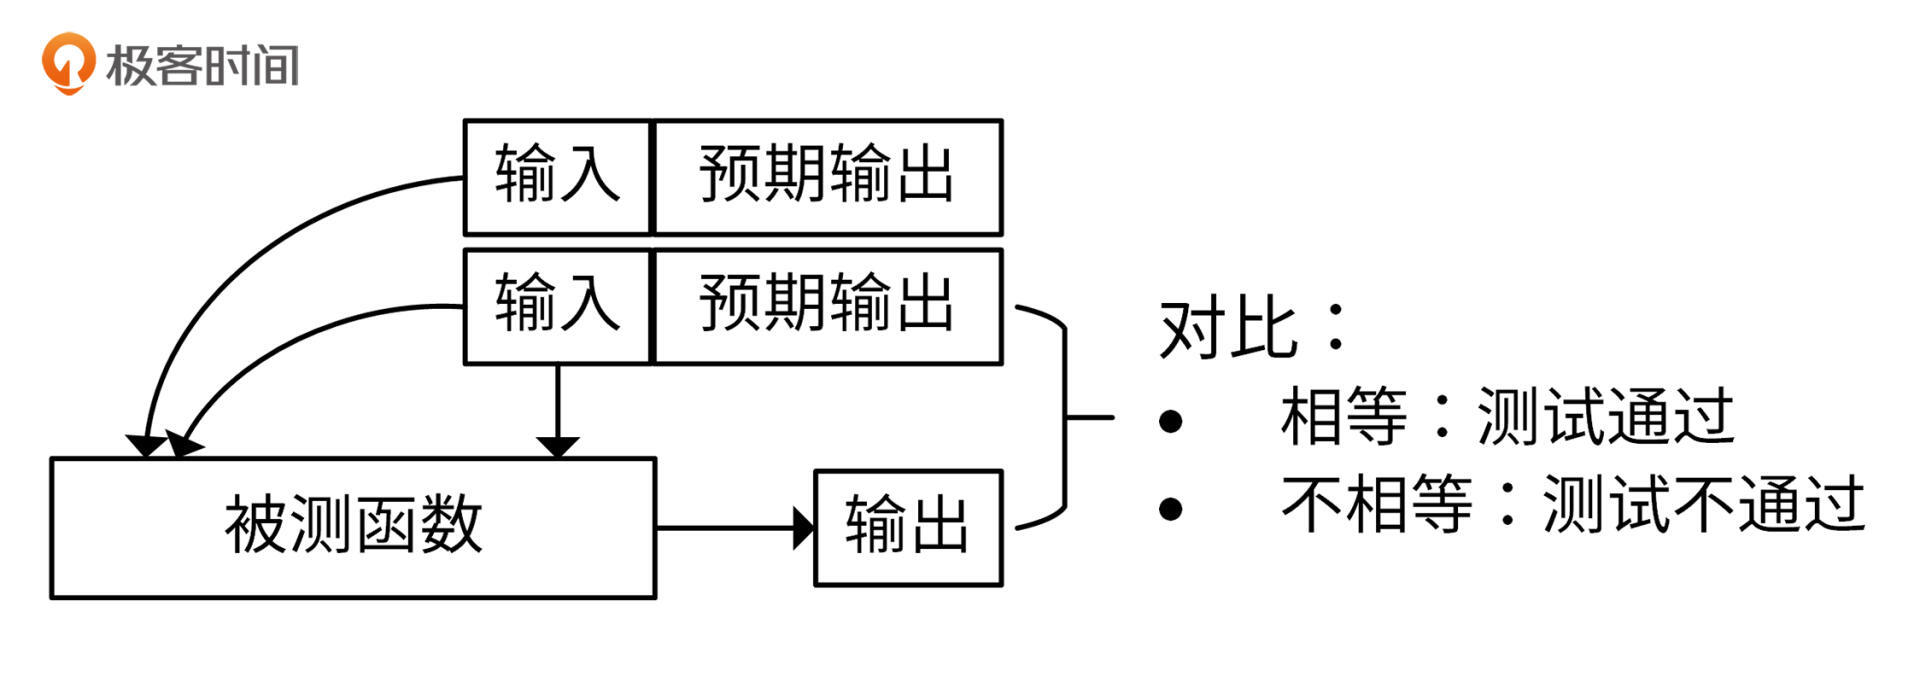 极客时间
输入 预期输出
输入 预期输出
对比：
• 相等：测试通过
被测函数 输出
• 不相等：测试不通过